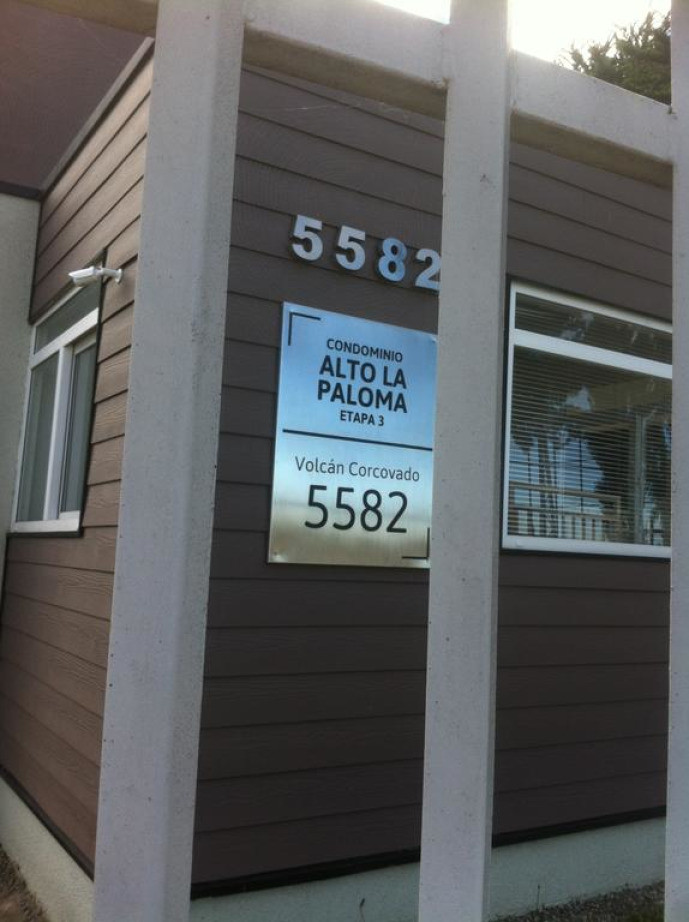 5582
CONDOMINIO
ALTO LA
PALOMA
ETAPA 3
Volcán Corcovado
5582